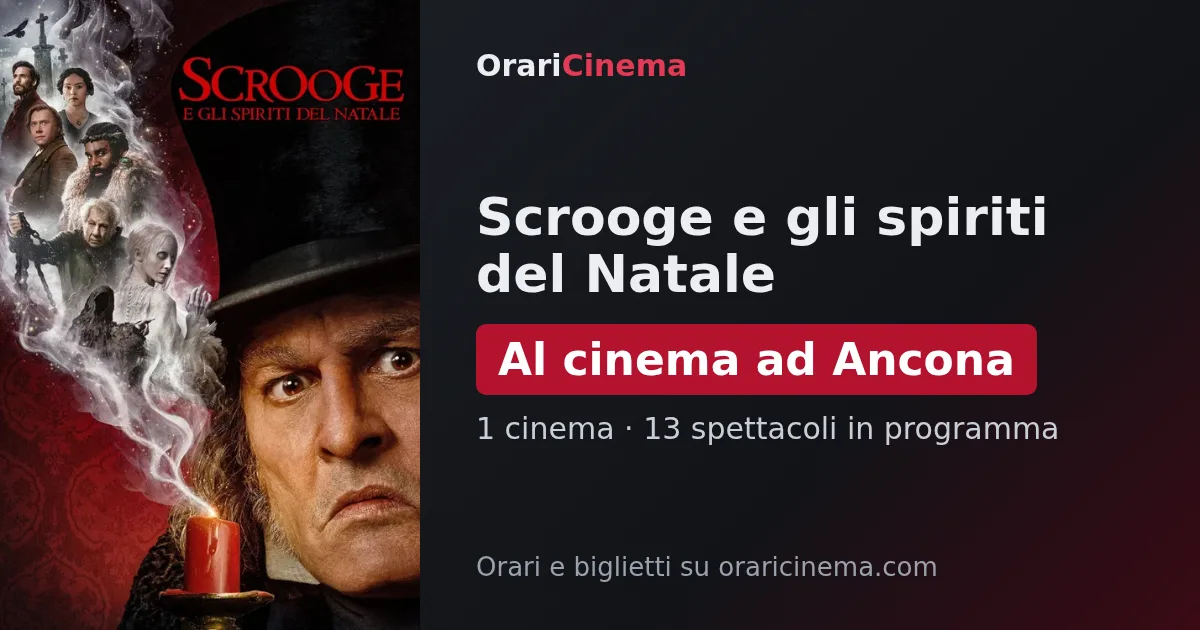 SCROOGE
E GLI SPIRITI DEL NATALE
OrariCinema
Scrooge e gli spiriti
del Natale
Al cinema ad Ancona
1 cinema · 13 spettacoli in programma
Orari e biglietti su oraricinema.com